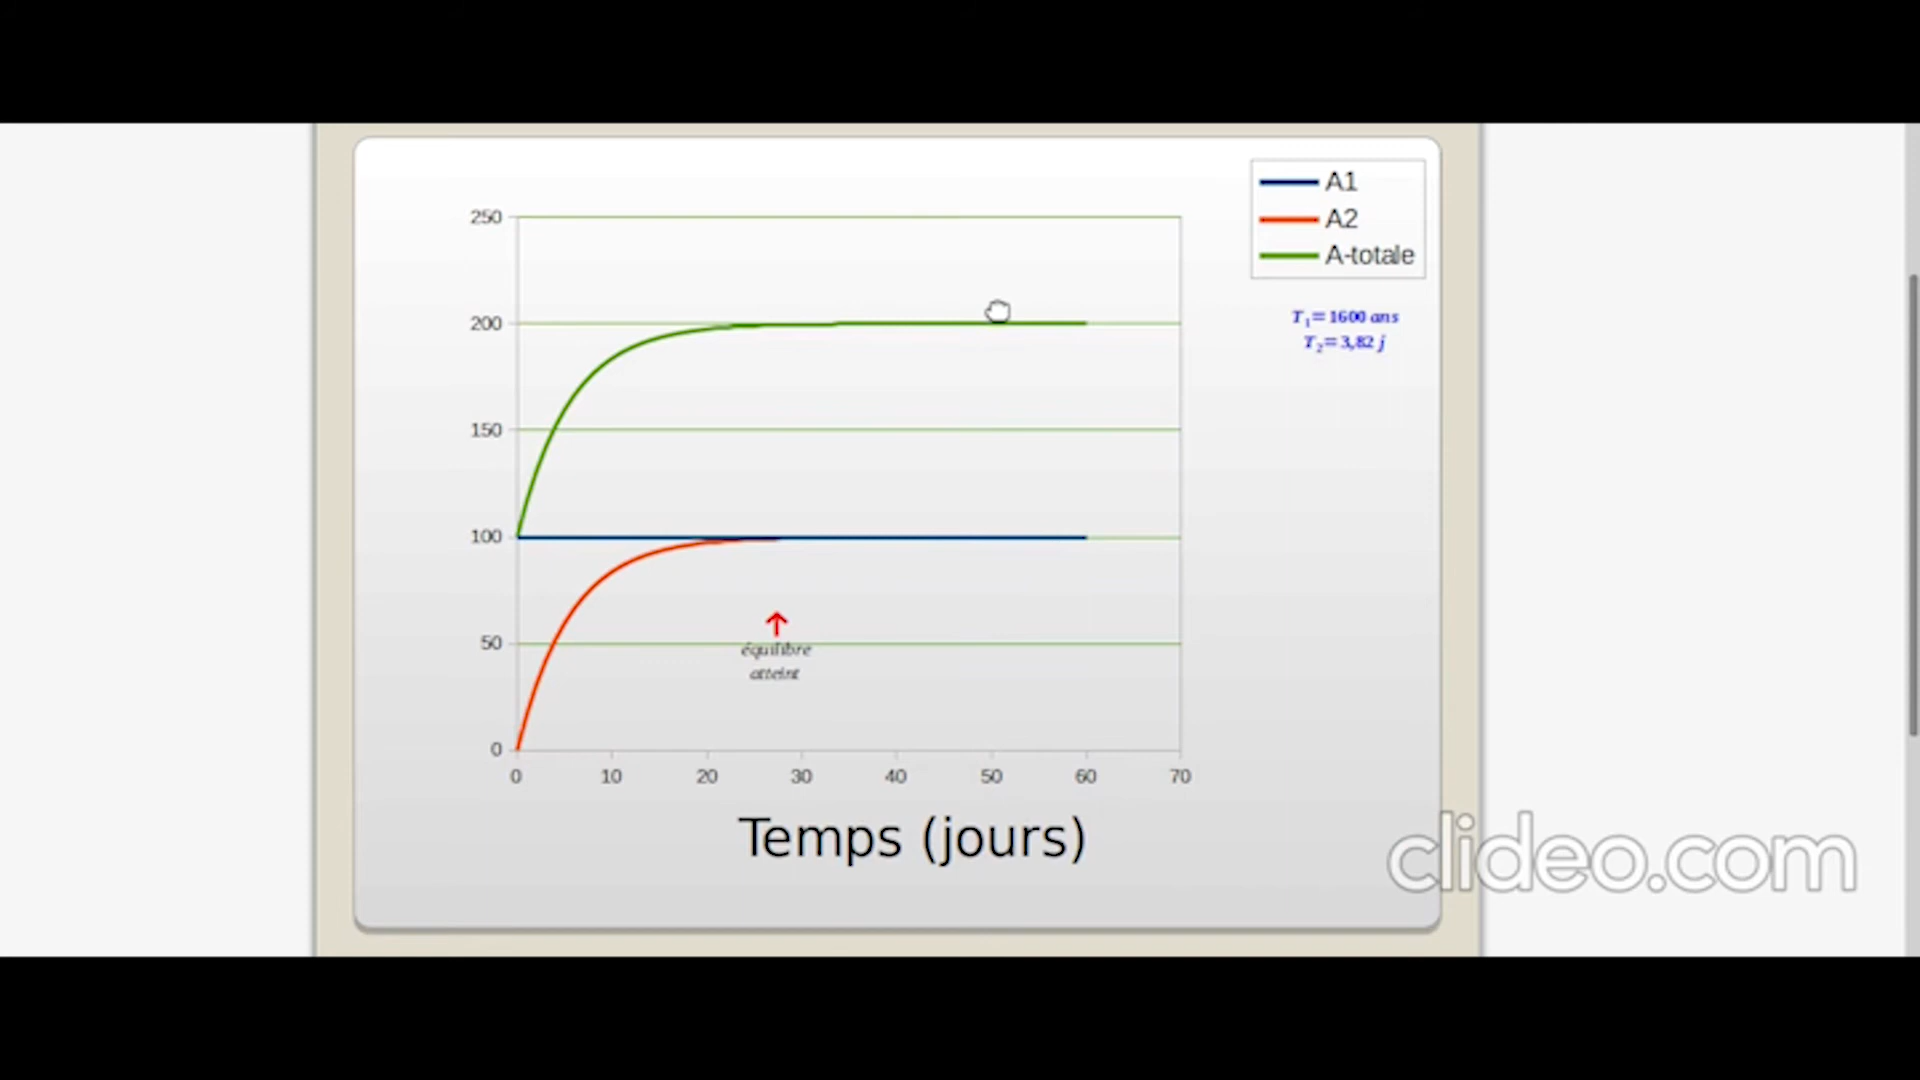 A1
A2
A-totale
T₁=1600 ans
T₂=3,82 j
250
200
150
100
50
0
équilibre
atteint
0 10 20 30 40 50 60 70
Temps (jours)
clideo.com